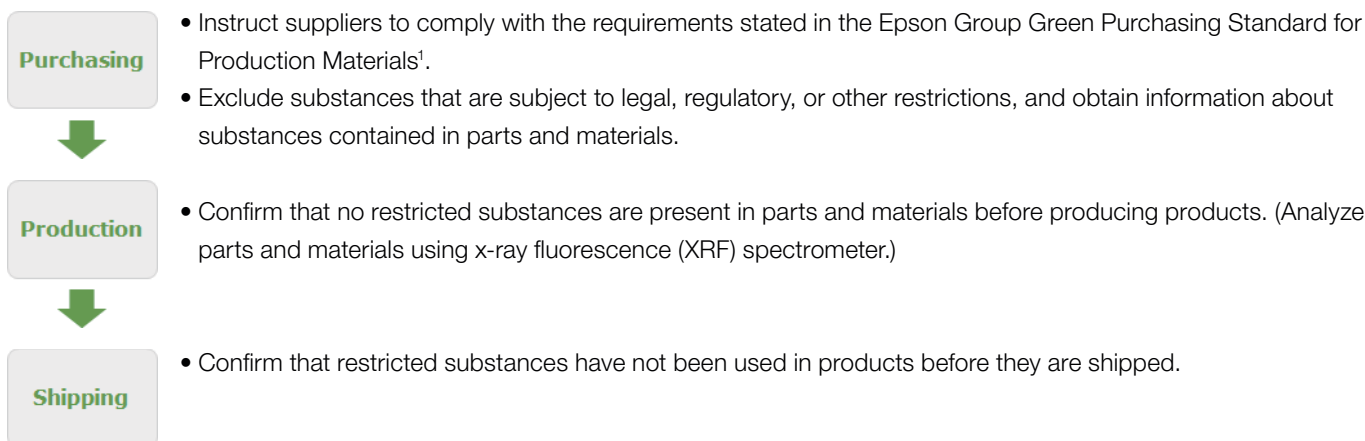 Purchasing
• Instruct suppliers to comply with the requirements stated in the Epson Group Green Purchasing Standard for
Production Materials¹.
• Exclude substances that are subject to legal, regulatory, or other restrictions, and obtain information about
substances contained in parts and materials.
Production
• Confirm that no restricted substances are present in parts and materials before producing products. (Analyze
parts and materials using x-ray fluorescence (XRF) spectrometer.)
Shipping
• Confirm that restricted substances have not been used in products before they are shipped.